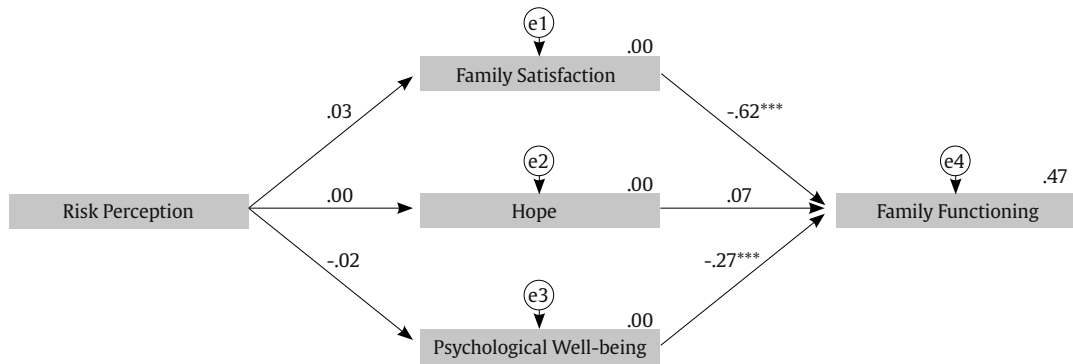 e1
.00
Family Satisfaction
.03
-.62***
e2
e4
.00
.47
Risk Perception
.00
Hope
.07
Family Functioning
-.02
-.27***
e3
.00
Psychological Well-being